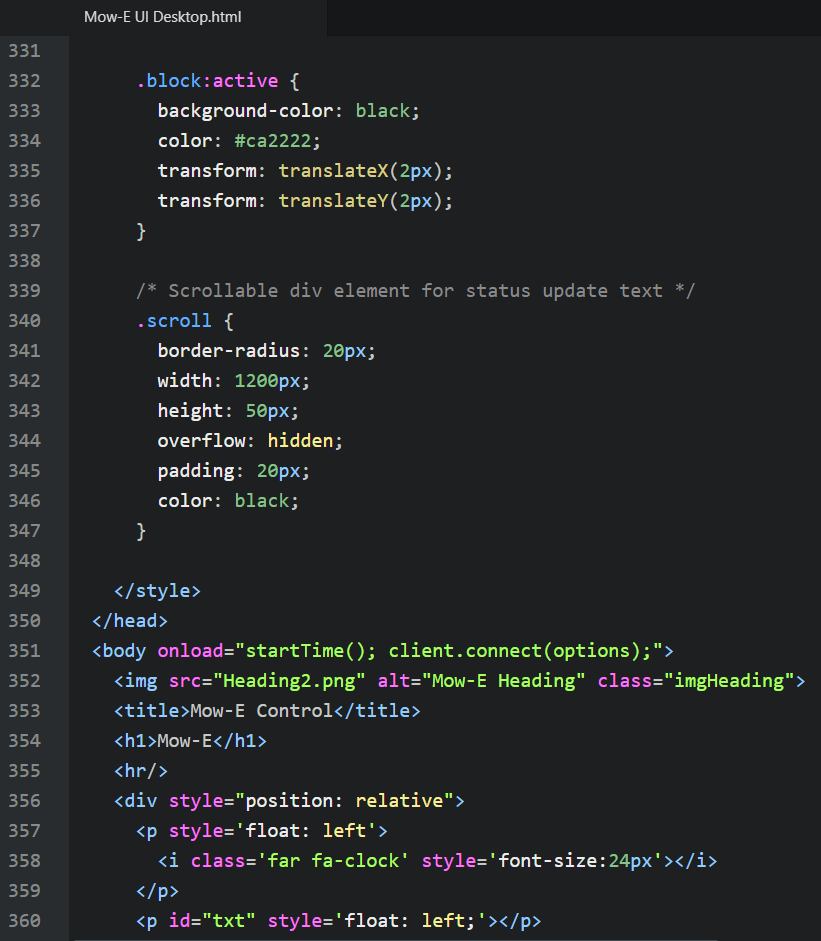 Mow-E UI Desktop.html
331
332 .block:active {
333 background-color: black;
334 color: #ca2222;
335 transform: translateX(2px);
336 transform: translateY(2px);
337 }
338
339 /* Scrollable div element for status update text */
340 .scroll {
341 border-radius: 20px;
342 width: 1200px;
343 height: 50px;
344 overflow: hidden;
345 padding: 20px;
346 color: black;
347 }
348
349 </style>
350 </head>
351 <body onload="startTime(); client.connect(options);">
352 <img src="Heading2.png" alt="Mow-E Heading" class="imgHeading">
353 <title>Mow-E Control</title>
354 <h1>Mow-E</h1>
355 <hr/>
356 <div style="position: relative">
357 <p style='float: left'>
358 <i class='far fa-clock' style='font-size:24px'></i>
359 </p>
360 <p id="txt" style='float: left;'></p>